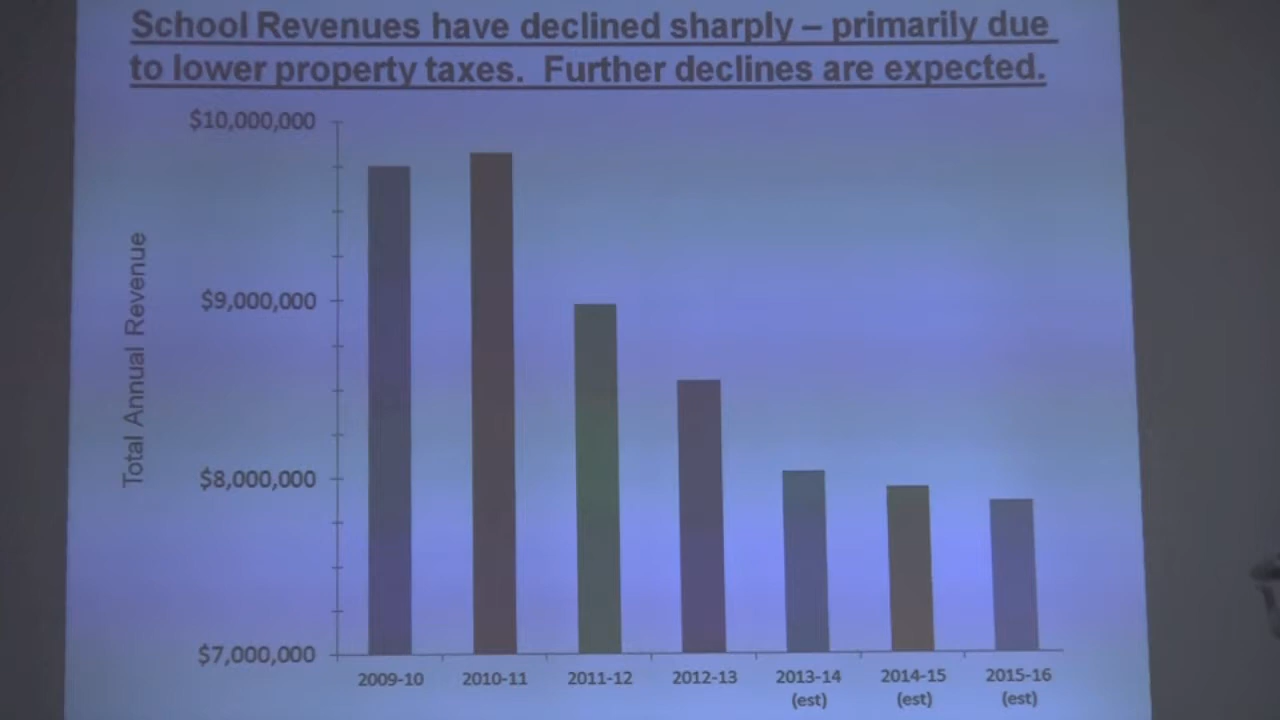 School Revenues have declined sharply – primarily due
to lower property taxes. Further declines are expected.
$10,000,000
$9,000,000
$8,000,000
$7,000,000
Total Annual Revenue
2009-10 2010-11 2011-12 2012-13 2013-14 2014-15 2015-16
(est) (est) (est)